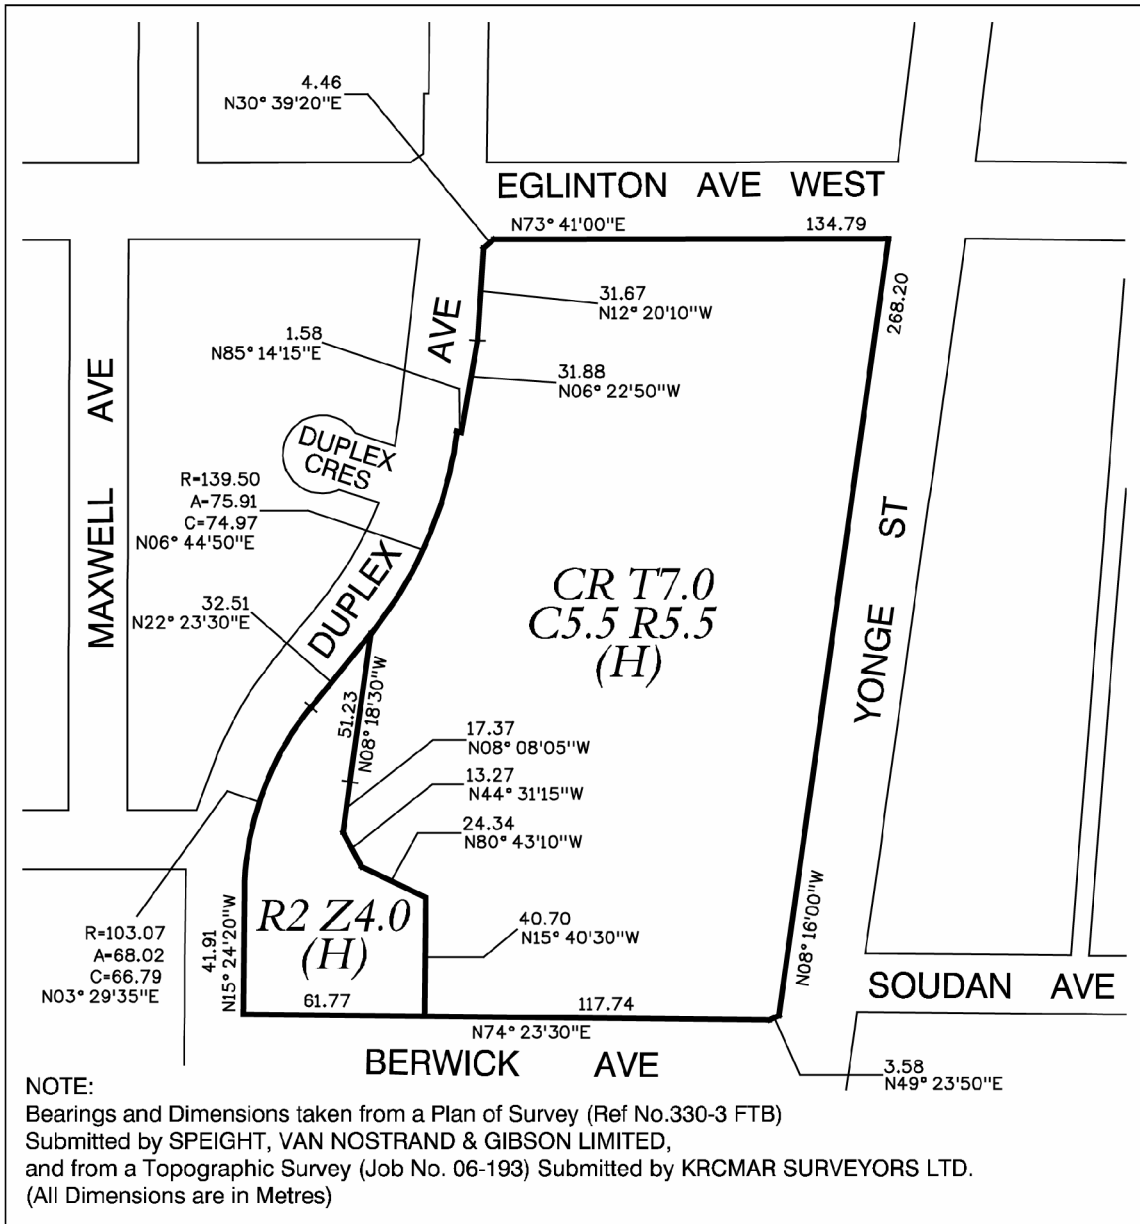 4.46
N30° 39'20"E
EGLINTON AVE WEST
N73° 41'00"E
134.79
268.20
31.67
N12° 20'10"W
AVE
1.58
N85° 14'15"E
31.88
N06° 22'50"W
MAXWELL AVE
DUPLEX
CRES
R-139.50
A-75.91
C=74.97
N06° 44'50"E
DUPLEX
32.51
N22° 23'30"E
CR T7.0
C5.5 R5.5
(H)
YONGE ST
51.23
N08° 18'30"W
17.37
N08° 08'05"W
13.27
N44° 31'15"W
24.34
N80° 43'10"W
R2 Z4.0
(H)
40.70
N15° 40'30"W
N08° 16'00"W
R=103.07
A-68.02
C=66.79
N03° 29'35"E
41.91
N15° 24'20"W
61.77
117.74
N74° 23'30"E
SOUDAN AVE
BERWICK AVE
3.58
N49° 23'50"E
NOTE:
Bearings and Dimensions taken from a Plan of Survey (Ref No.330-3 FTB)
Submitted by SPEIGHT, VAN NOSTRAND & GIBSON LIMITED,
and from a Topographic Survey (Job No. 06-193) Submitted by KRCMAR SURVEYORS LTD.
(All Dimensions are in Metres)